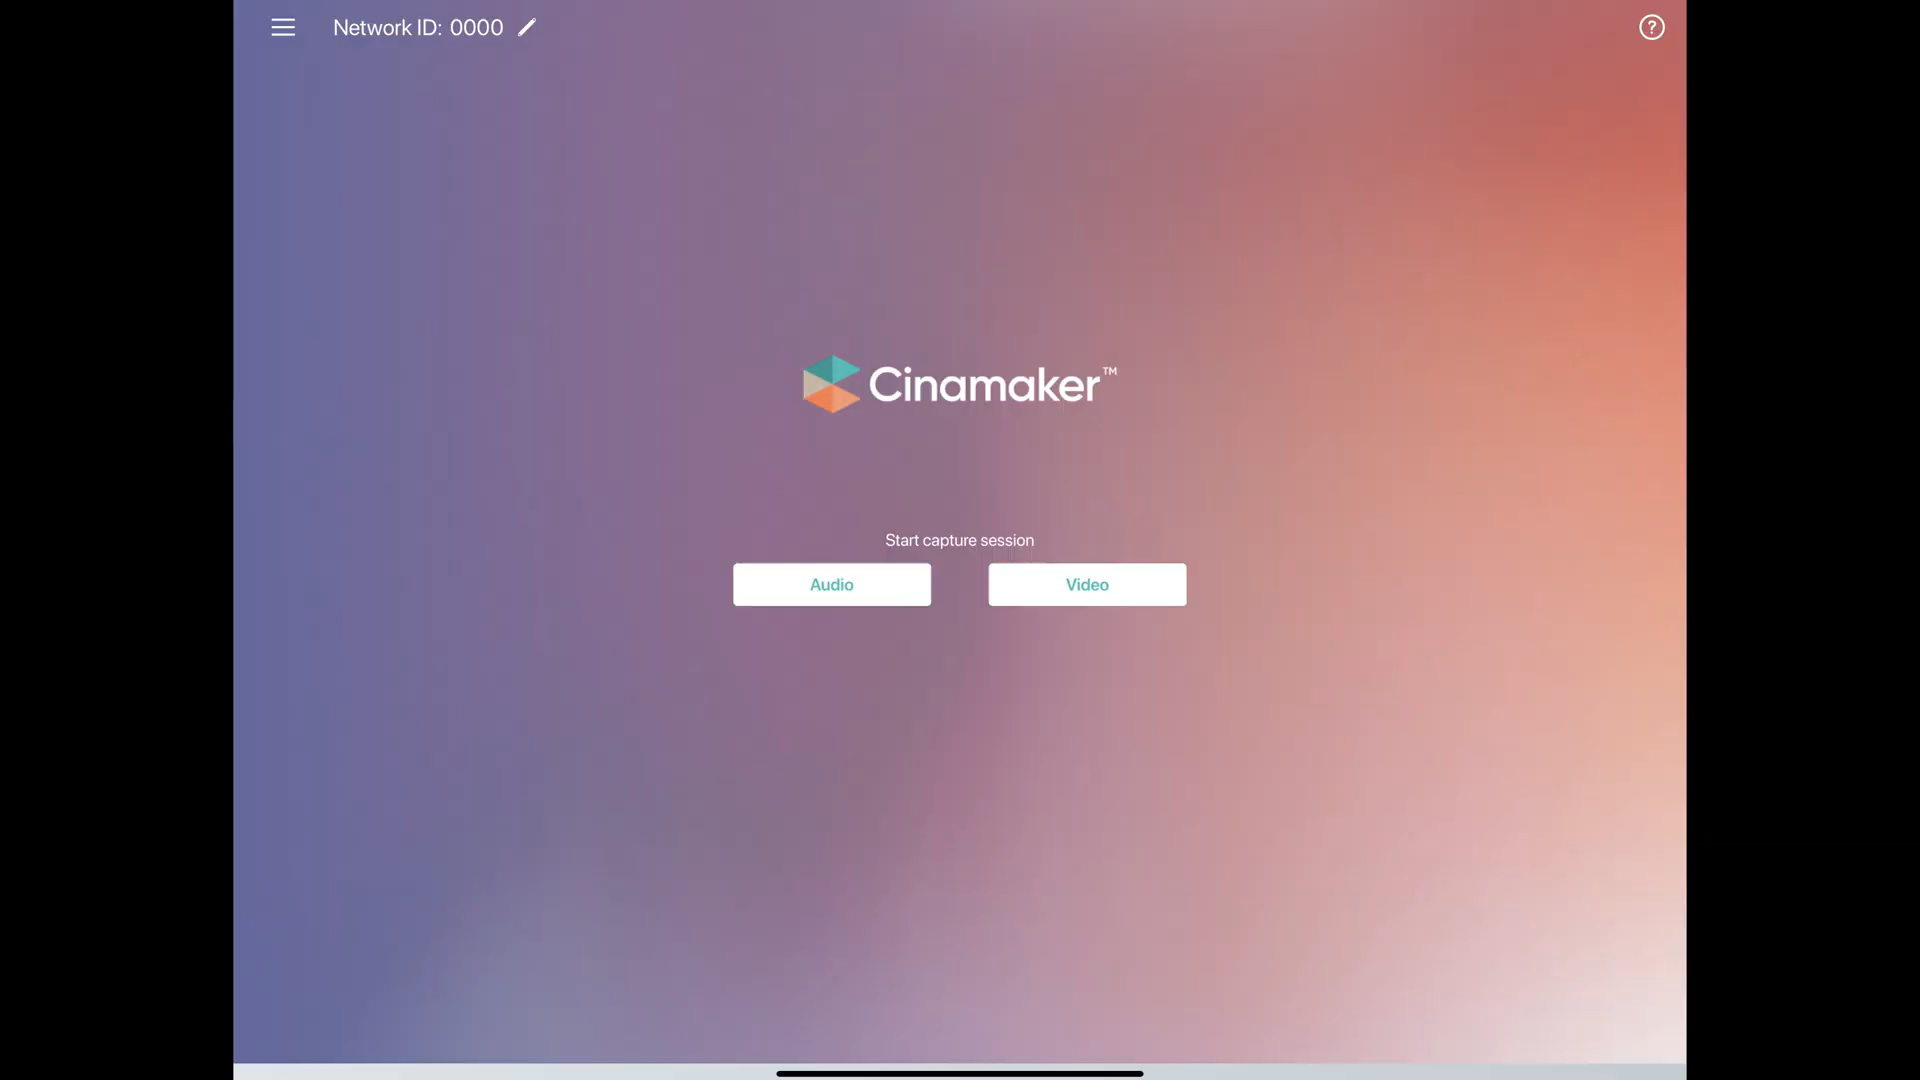 Network ID: 0000
?
Cinamaker™
Start capture session
Audio
Video